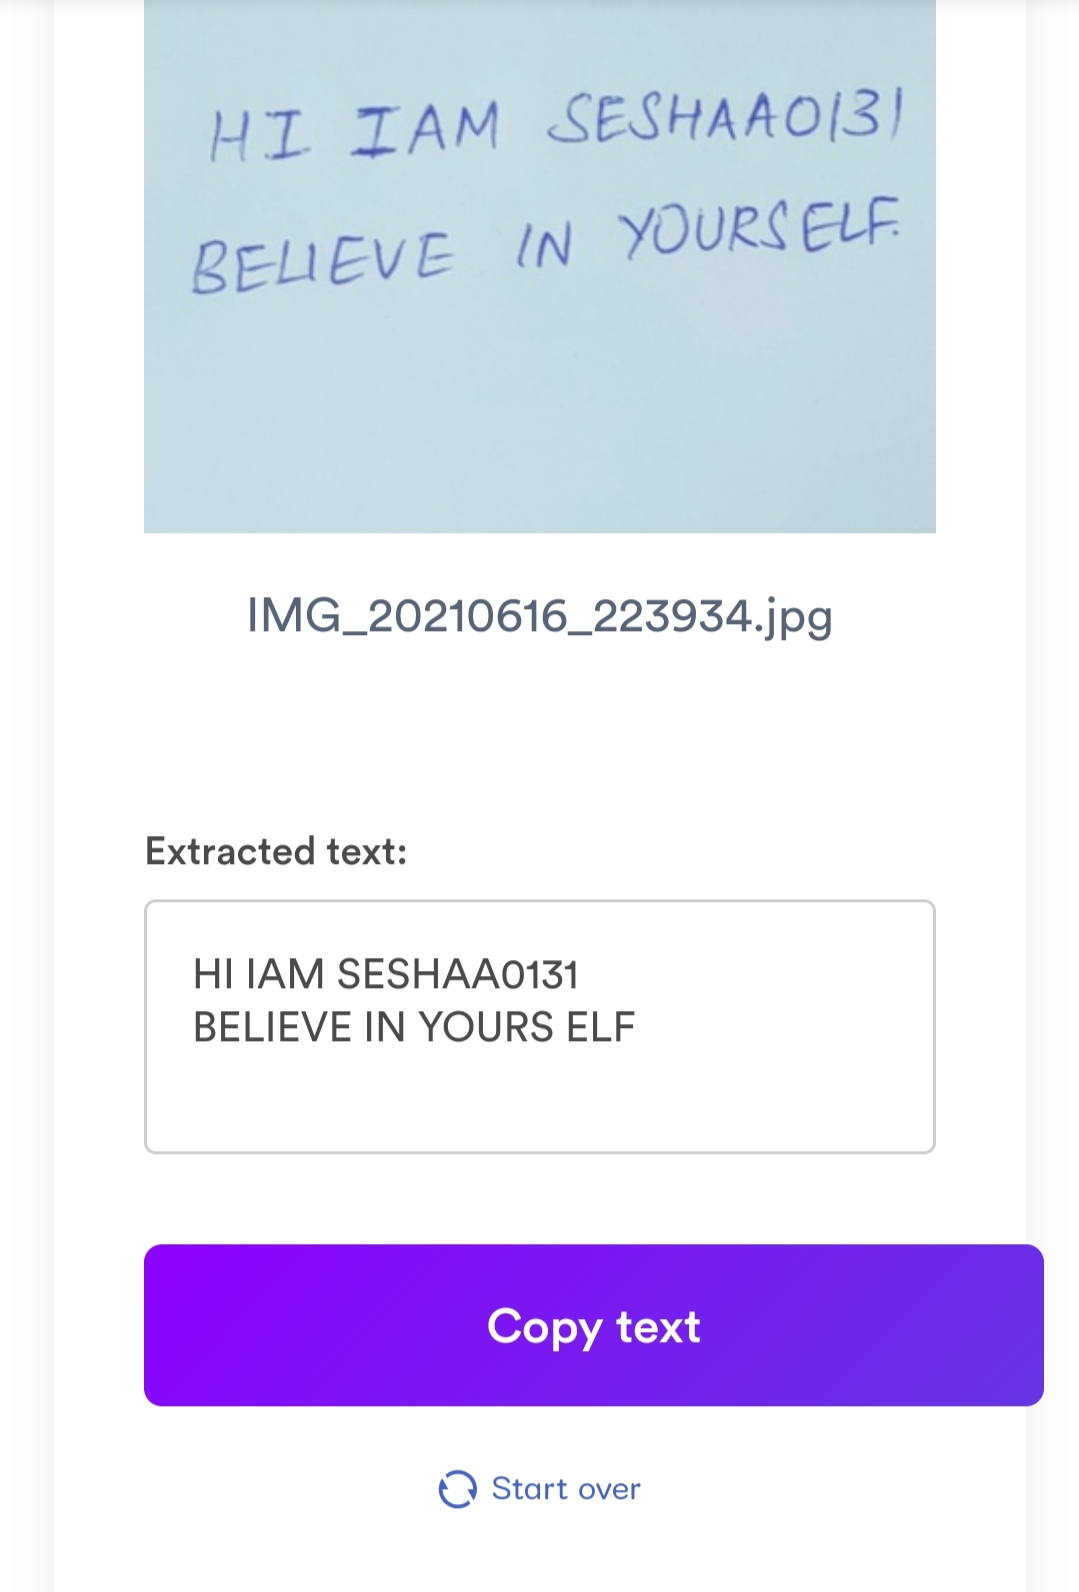 HI IAM SESHAA0131
BELIEVE IN YOURSELF.
IMG_20210616_223934.jpg
Extracted text:
HI IAM SESHAA0131
BELIEVE IN YOURS ELF
Copy text
Start over